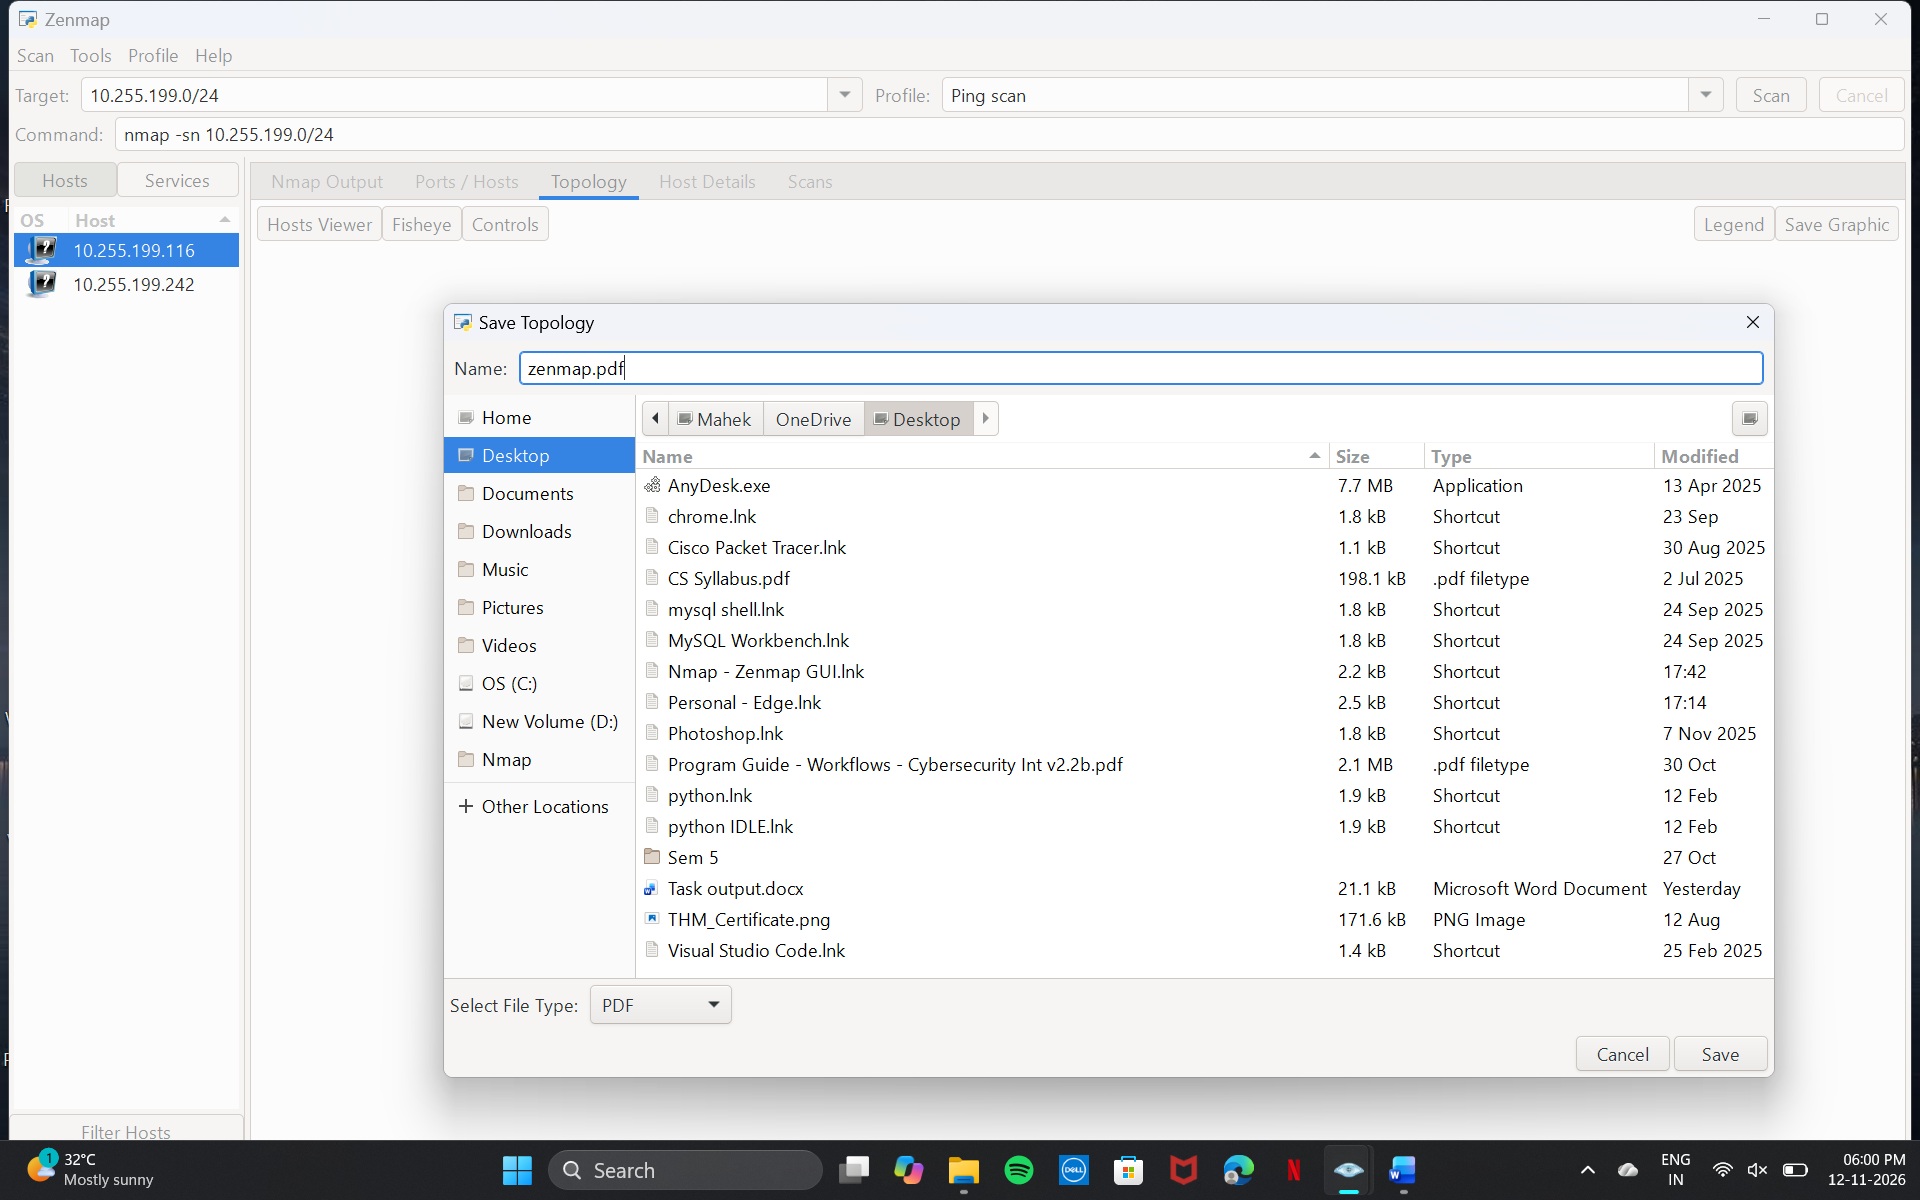 Zenmap
Scan Tools Profile Help
Target: 10.255.199.0/24 Profile: Ping scan Scan Cancel
Command: nmap -sn 10.255.199.0/24
Hosts Services Nmap Output Ports / Hosts Topology Host Details Scans
OS Host
Hosts Viewer Fisheye Controls Legend Save Graphic
10.255.199.116
10.255.199.242
Save Topology
Name: zenmap.pdf
Home
Desktop
Documents
Downloads
Music
Pictures
Videos
OS (C:)
New Volume (D:)
Nmap
Other Locations
Mahek OneDrive Desktop
Name Size Type Modified
AnyDesk.exe 7.7 MB Application 13 Apr 2025
chrome.lnk 1.8 kB Shortcut 23 Sep
Cisco Packet Tracer.lnk 1.1 kB Shortcut 30 Aug 2025
CS Syllabus.pdf 198.1 kB .pdf filetype 2 Jul 2025
mysql shell.lnk 1.8 kB Shortcut 24 Sep 2025
MySQL Workbench.lnk 1.8 kB Shortcut 24 Sep 2025
Nmap - Zenmap GUI.lnk 2.2 kB Shortcut 17:42
Personal - Edge.lnk 2.5 kB Shortcut 17:14
Photoshop.lnk 1.8 kB Shortcut 7 Nov 2025
Program Guide - Workflows - Cybersecurity Int v2.2b.pdf 2.1 MB .pdf filetype 30 Oct
python.lnk 1.9 kB Shortcut 12 Feb
python IDLE.lnk 1.9 kB Shortcut 12 Feb
Sem 5 27 Oct
Task output.docx 21.1 kB Microsoft Word Document Yesterday
THM_Certificate.png 171.6 kB PNG Image 12 Aug
Visual Studio Code.lnk 1.4 kB Shortcut 25 Feb 2025
Select File Type: PDF
Cancel Save
Filter Hosts
1
32°C
Mostly sunny
Search
DELL
N
ENG
IN
06:00 PM
12-11-2026